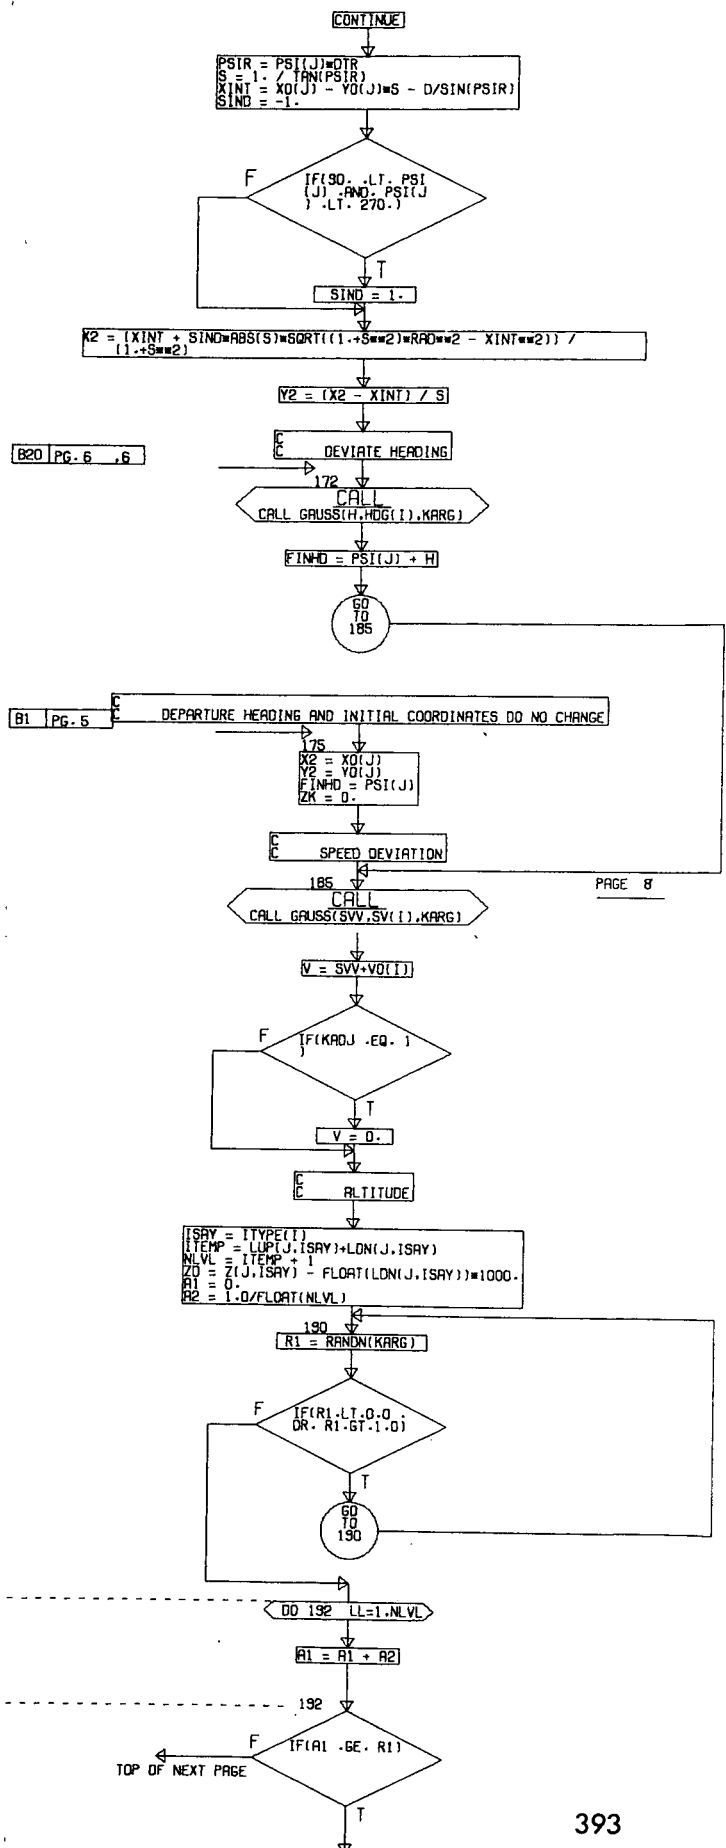 CONTINUE
PSIR = PSI(J)*DTR
S = 1. / TAN(PSIR)
XINT = XO(J) - YO(J)*S - D/SIN(PSIR)
SIND = -1.
F
IF(90. .LT. PSI
(J) .AND. PSI(J
) .LT. 270.)
T
SIND = 1.
X2 = (XINT + SIND*ABS(S)*SQRT((1.+S**2)*RAD**2 - XINT**2)) /
(1.+S**2)
Y2 = (X2 - XINT) / S
C
C DEVIATE HEADING
B20 PG. 6 .6
172
CALL
CALL GAUSS(H,HDG(I),KARG)
FINHD = PSI(J) + H
GO
TO
185
C
C DEPARTURE HEADING AND INITIAL COORDINATES DO NO CHANGE
B1 PG. 5
175
X2 = XO(J)
Y2 = YO(J)
FINHD = PSI(J)
ZK = 0.
C
C SPEED DEVIATION
PAGE 8
185
CALL
CALL GAUSS(SVV,SV(I),KARG)
V = SVV+VO(I)
F
IF(KADJ .EQ. 1
)
T
V = 0.
C
C ALTITUDE
ISAY = ITYPE(I)
ITEMP = LUP(J,ISAY)+LDN(J,ISAY)
NLVL = ITEMP + 1
ZO = Z(J,ISAY) - FLOAT(LDN(J,ISAY))*1000.
A1 = 0.
A2 = 1.0/FLOAT(NLVL)
190
R1 = RANDN(KARG)
F
IF(R1.LT.0.0 .
OR. R1.GT.1.0)
T
GO
TO
190
DO 192 LL=1,NLVL
A1 = A1 + A2
192
F
IF(A1 .GE. R1)
TOP OF NEXT PAGE
T
393